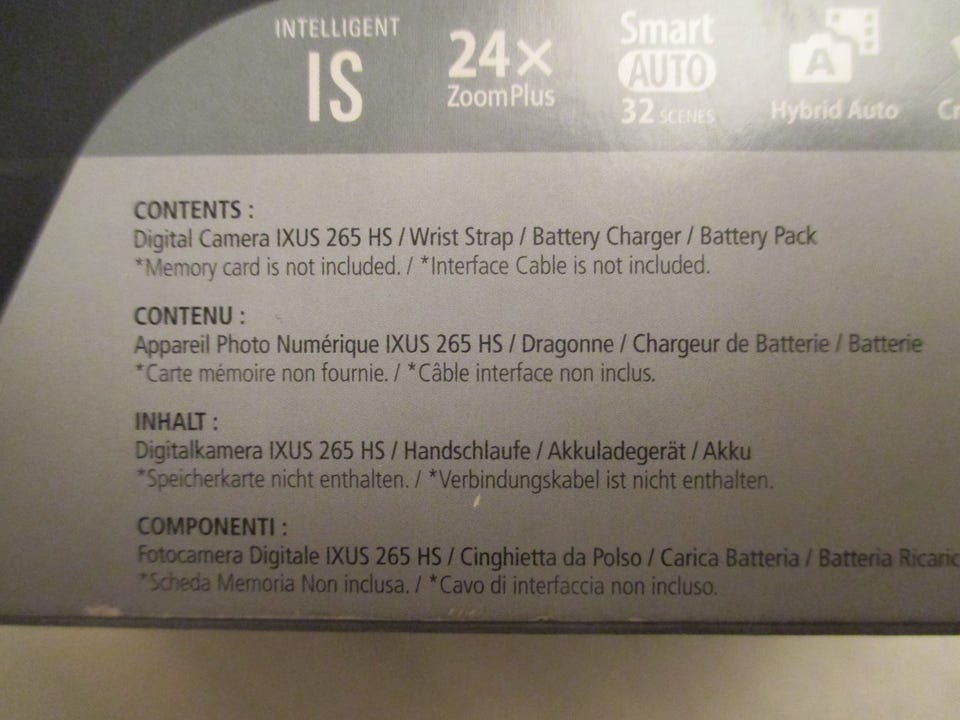 INTELLIGENT
IS
24x
ZoomPlus
Smart
AUTO
32 SCENES
A
Hybrid Auto
CONTENTS :
Digital Camera IXUS 265 HS / Wrist Strap / Battery Charger / Battery Pack
*Memory card is not included. / *Interface Cable is not included.
CONTENU :
Appareil Photo Numérique IXUS 265 HS / Dragonne / Chargeur de Batterie / Batterie
*Carte mémoire non fournie. / *Câble interface non inclus.
INHALT :
Digitalkamera IXUS 265 HS / Handschlaufe / Akkuladegerät / Akku
*Speicherkarte nicht enthalten. / *Verbindungskabel ist nicht enthalten.
COMPONENTI :
Fotocamera Digitale IXUS 265 HS / Cinghietta da Polso / Carica Batteria / Batteria
*Scheda Memoria Non inclusa. / *Cavo di interfaccia non incluso.